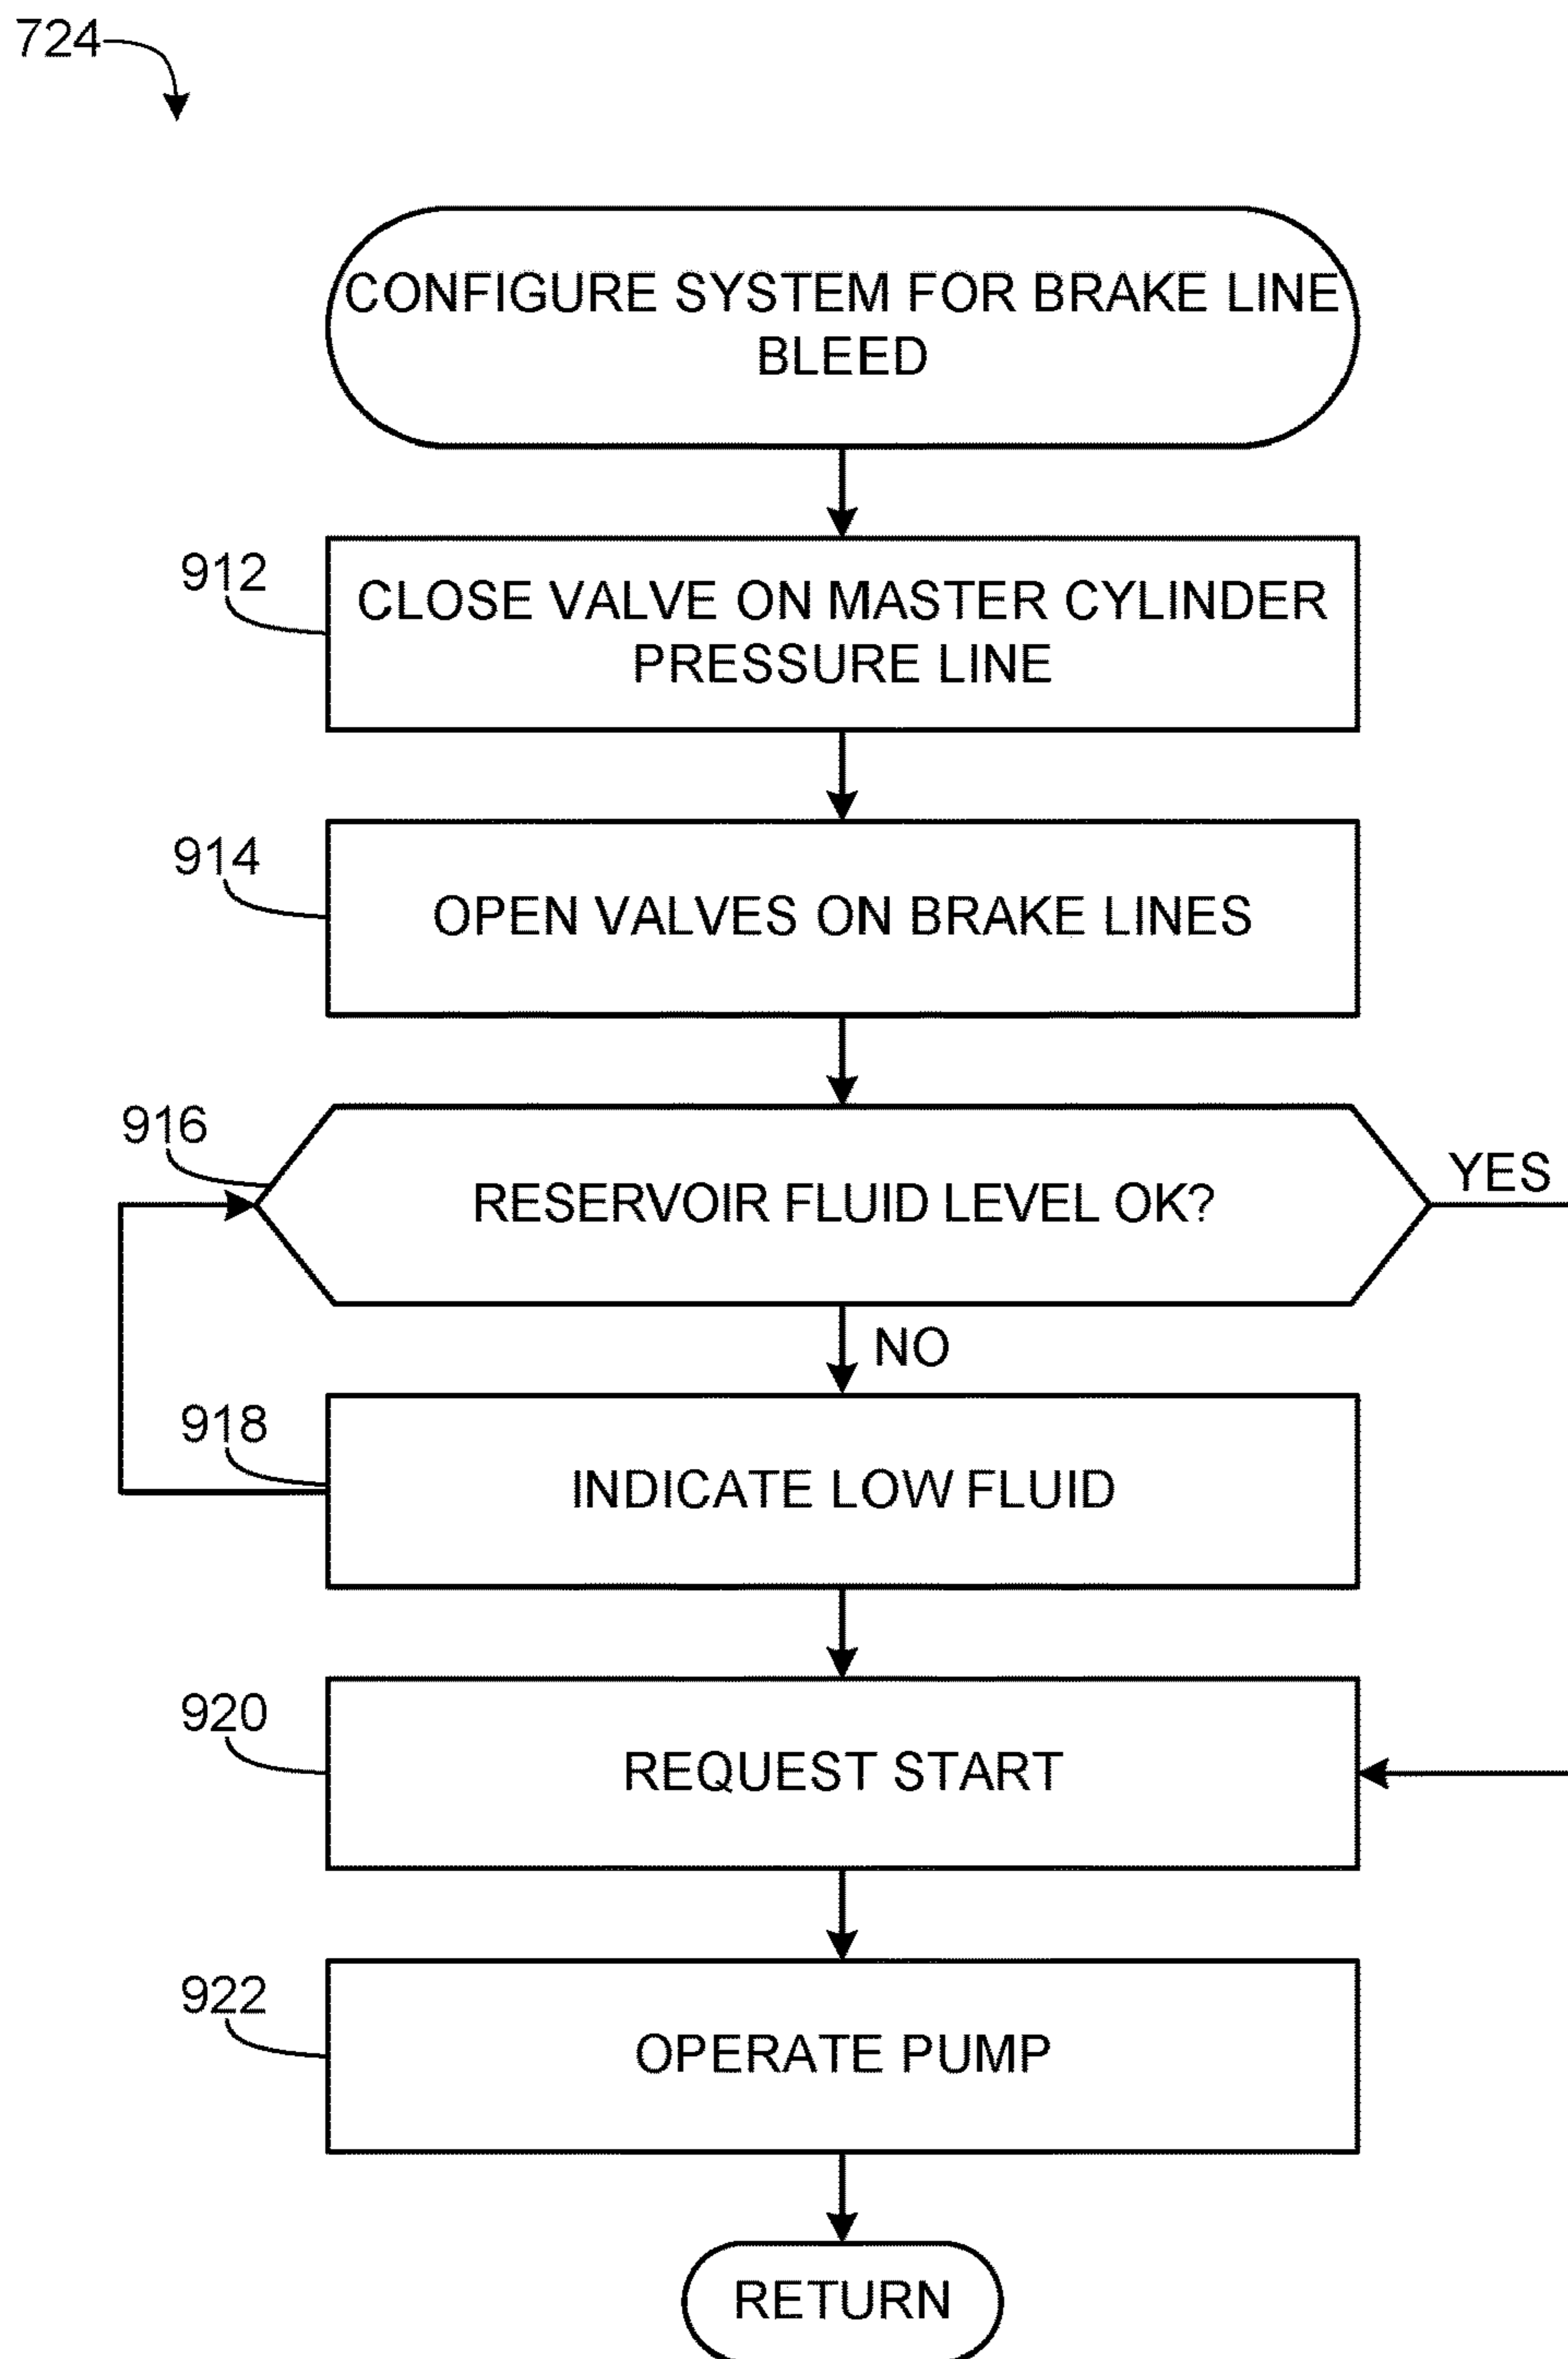 724
CONFIGURE SYSTEM FOR BRAKE LINE
BLEED
912
CLOSE VALVE ON MASTER CYLINDER
PRESSURE LINE
914
OPEN VALVES ON BRAKE LINES
916
RESERVOIR FLUID LEVEL OK?
YES
NO
918
INDICATE LOW FLUID
920
REQUEST START
922
OPERATE PUMP
RETURN